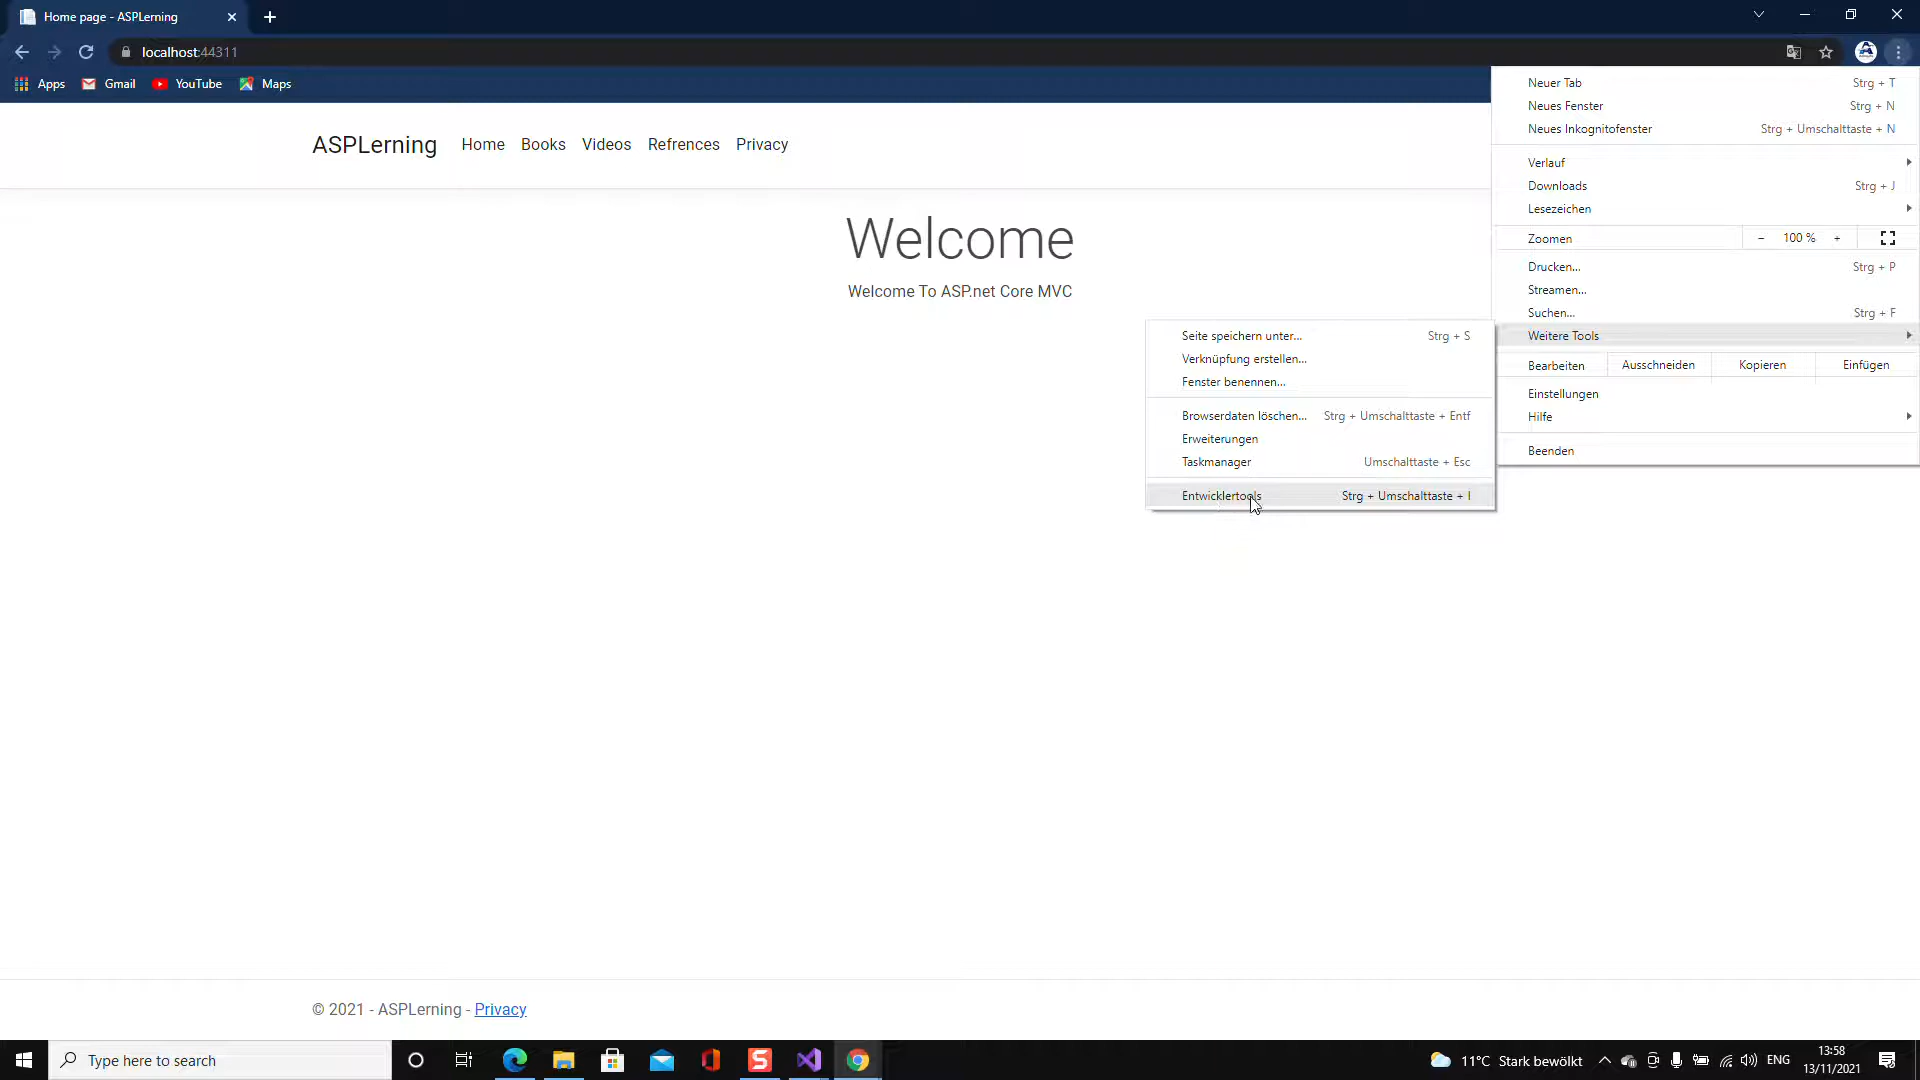 Home page - ASPLerning
localhost:44311
Apps Gmail YouTube Maps
ASPLerning Home Books Videos Refrences Privacy
Welcome
Welcome To ASP.net Core MVC
Neuer Tab Strg + T
Neues Fenster Strg + N
Neues Inkognitofenster Strg + Umschalttaste + N
Verlauf
Downloads Strg + J
Lesezeichen
Zoomen - 100 % +
Drucken... Strg + P
Streamen...
Suchen... Strg + F
Weitere Tools
Bearbeiten Ausschneiden Kopieren Einfügen
Einstellungen
Hilfe
Beenden
Seite speichern unter... Strg + S
Verknüpfung erstellen...
Fenster benennen...
Browserdaten löschen... Strg + Umschalttaste + Entf
Erweiterungen
Taskmanager Umschalttaste + Esc
Entwicklertools Strg + Umschalttaste + I
© 2021 - ASPLerning - Privacy
Type here to search
11°C Stark bewölkt
ENG
13:58
13/11/2021